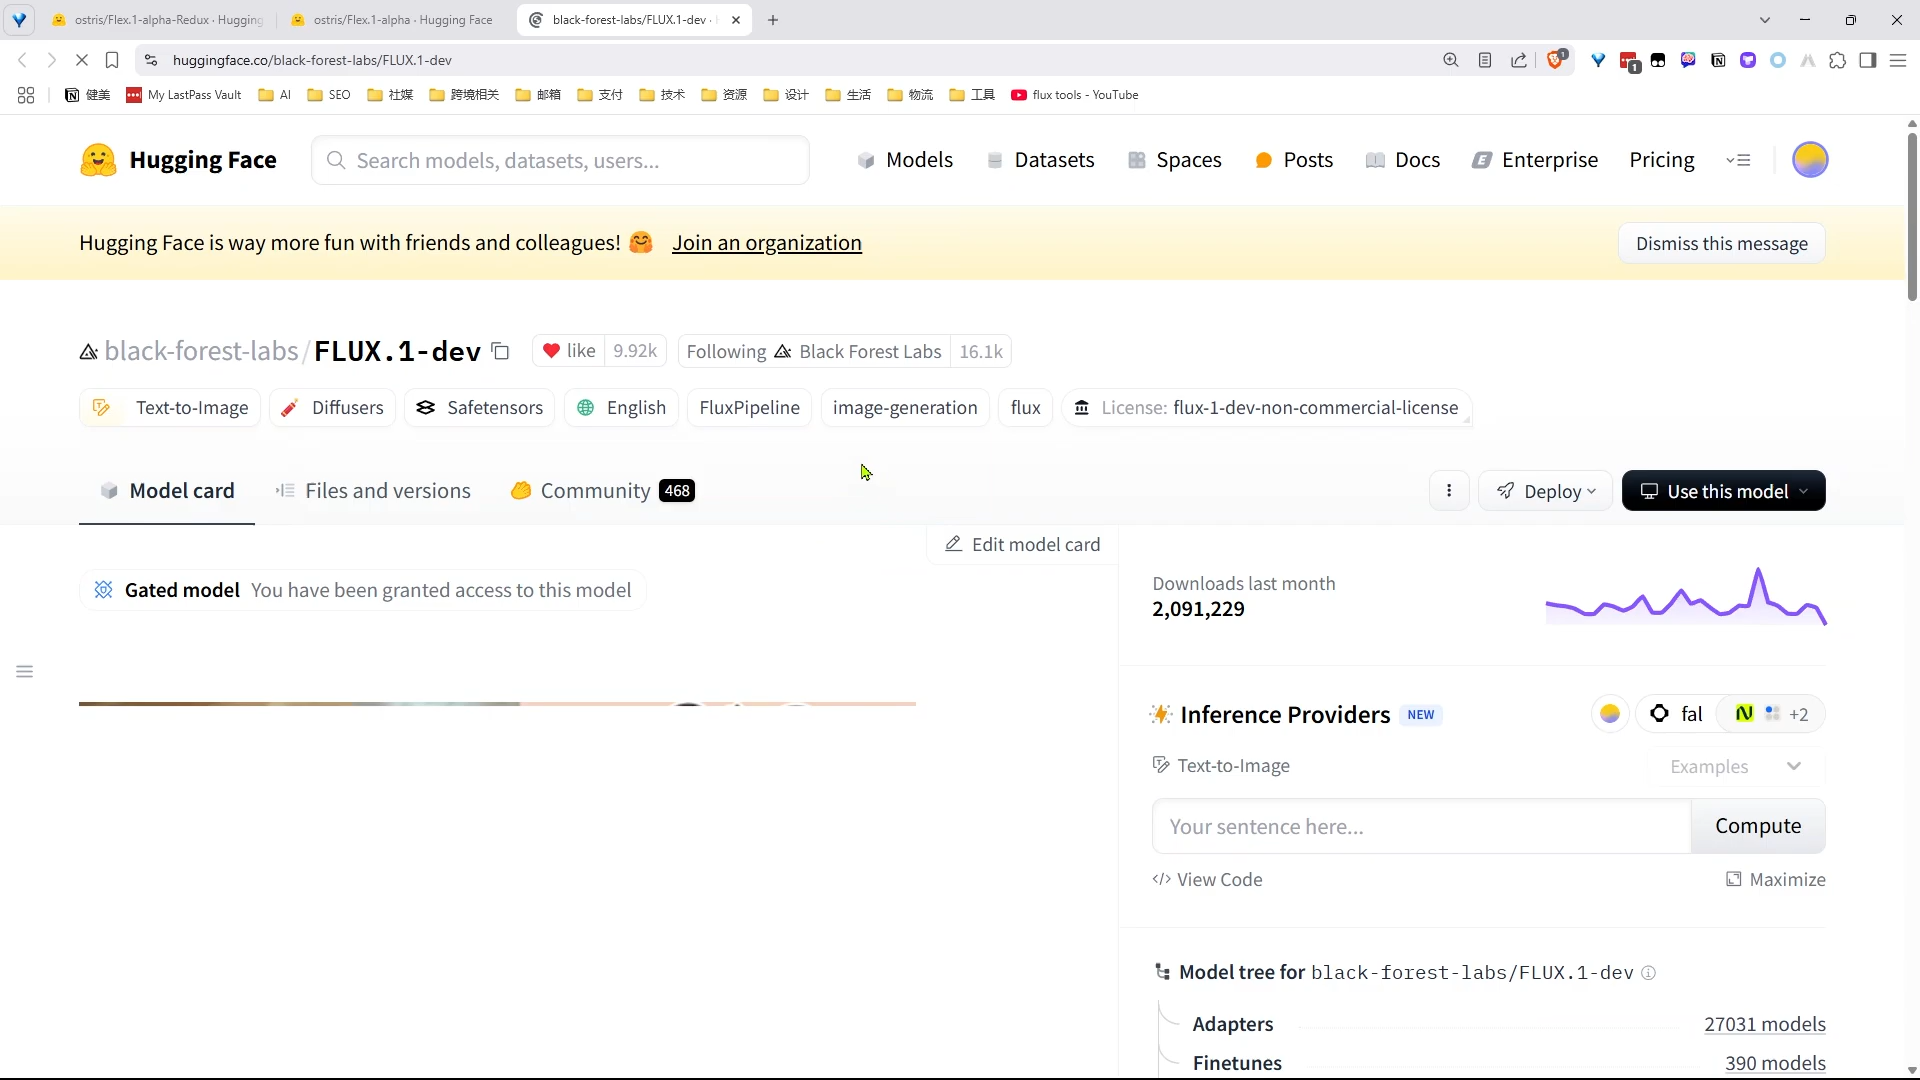 ostris/Flex.1-alpha-Redux · Hugging
ostris/Flex.1-alpha · Hugging Face
black-forest-labs/FLUX.1-dev ·
huggingface.co/black-forest-labs/FLUX.1-dev
1
1
健美
My LastPass Vault
AI
SEO
社媒
跨境相关
邮箱
支付
技术
资源
设计
生活
物流
工具
flux tools - YouTube
Hugging Face
Search models, datasets, users...
Models
Datasets
Spaces
Posts
Docs
Enterprise
Pricing
Hugging Face is way more fun with friends and colleagues! 🤗 Join an organization
Dismiss this message
black-forest-labs/FLUX.1-dev
like 9.92k
Following Black Forest Labs 16.1k
Text-to-Image
Diffusers
Safetensors
English
FluxPipeline
image-generation
flux
License: flux-1-dev-non-commercial-license
Model card
Files and versions
Community 468
Deploy
Use this model
Edit model card
Gated model You have been granted access to this model
Downloads last month
2,091,229
Inference Providers NEW
fal
+2
Text-to-Image
Examples
Your sentence here...
Compute
</> View Code
Maximize
Model tree for black-forest-labs/FLUX.1-dev
Adapters
27031 models
Finetunes
390 models